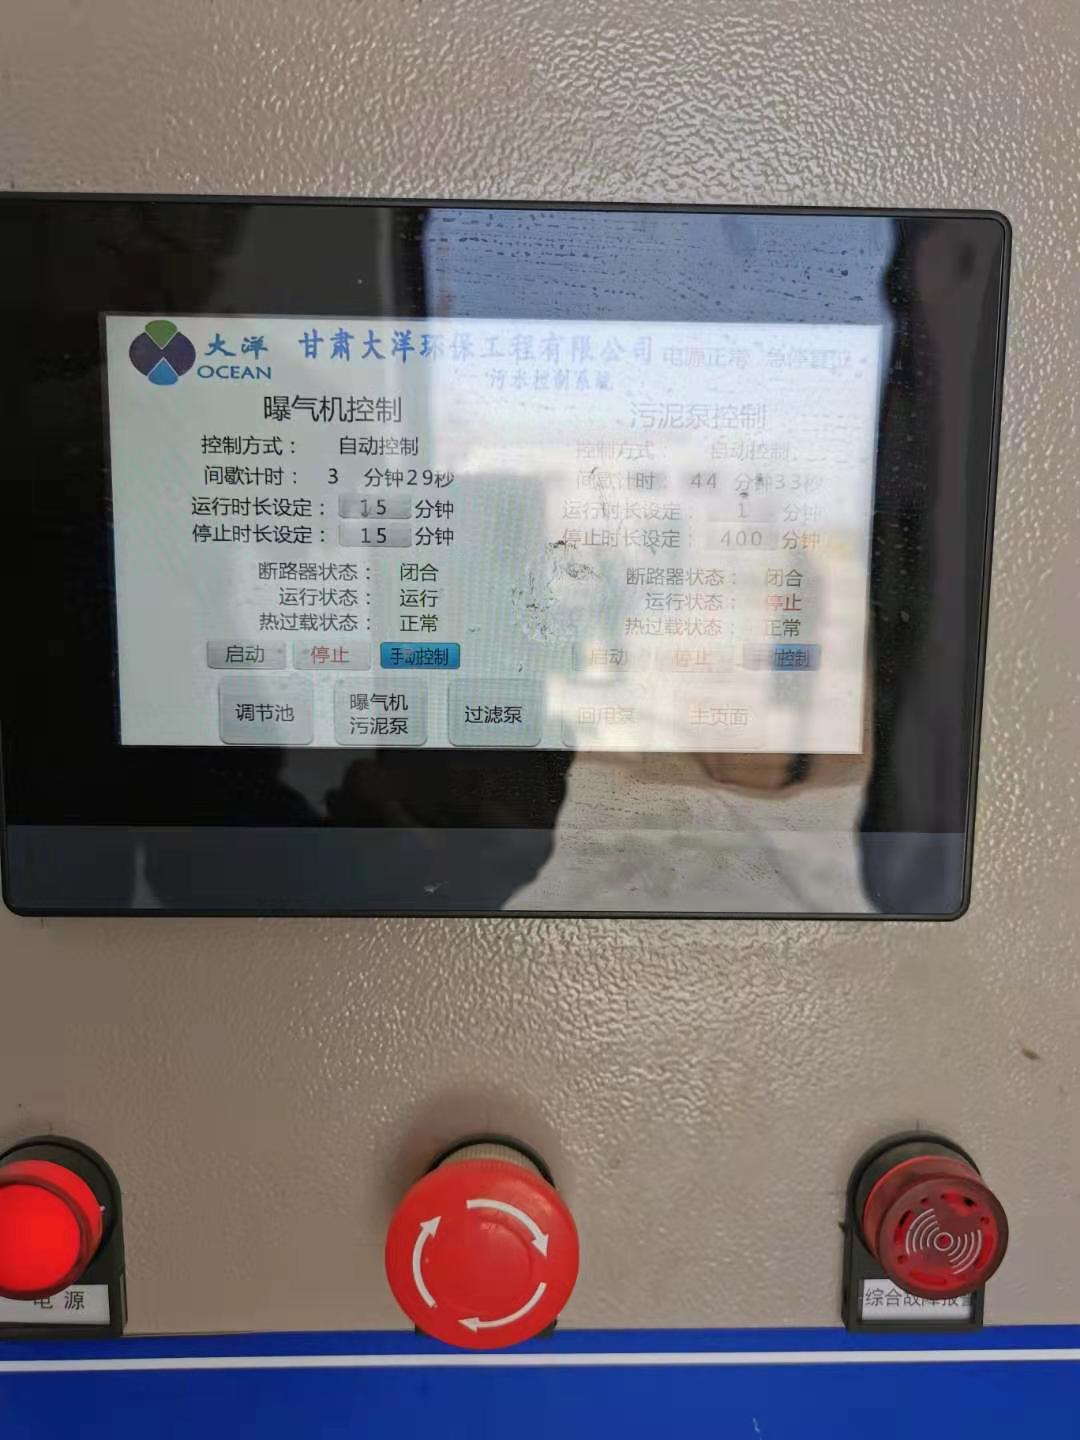 大洋
OCEAN
甘肃大洋环保工程有限公司
电源正常 急停复位
污水控制系统
曝气机控制
控制方式： 自动控制
间歇计时： 3 分钟29秒
运行时长设定： 15 分钟
停止时长设定： 15 分钟
断路器状态： 闭合
运行状态： 运行
热过载状态： 正常
启动 停止 手动控制
污泥泵控制
控制方式： 自动控制
间歇计时： 44 分钟33秒
运行时长设定： 1 分钟
停止时长设定： 400 分钟
断路器状态： 闭合
运行状态： 停止
热过载状态： 正常
启动 停止 手动控制
调节池
曝气机
污泥泵
过滤泵
回用泵
主页面
电 源
综合故障报警